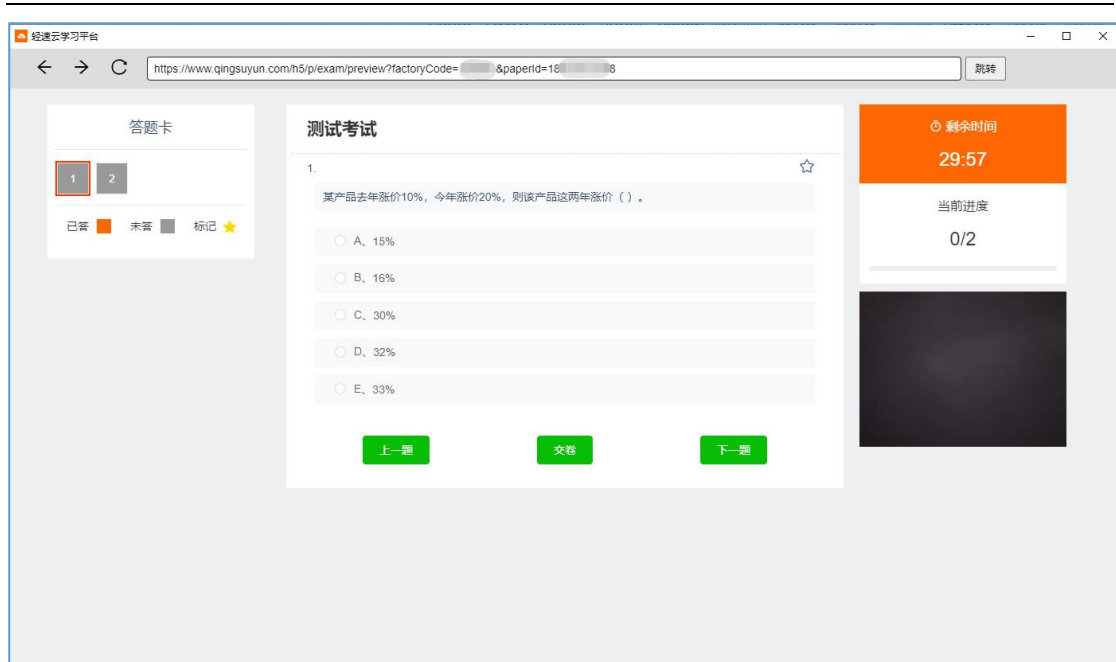 轻速云学习平台
https://www.qingsuyun.com/h5/p/exam/preview?factoryCode= &paperId=18 8
跳转
答题卡
1 2
已答 未答 标记
测试考试
1.
某产品去年涨价10%，今年涨价20%，则该产品这两年涨价（ ）.
A、15%
B、16%
C、30%
D、32%
E、33%
上一题 交卷 下一题
剩余时间
29:57
当前进度
0/2